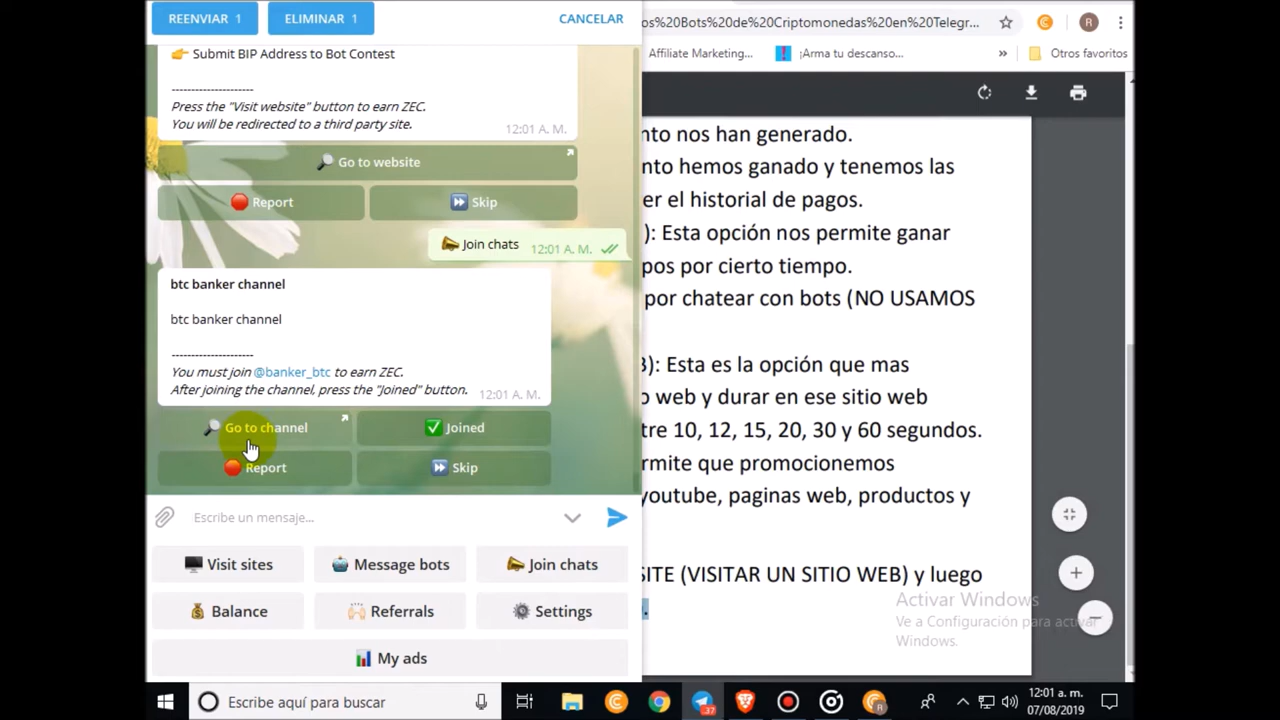 REENVIAR 1
ELIMINAR 1
CANCELAR
Submit BIP Address to Bot Contest
---------------------
Press the "Visit website" button to earn ZEC.
You will be redirected to a third party site.
12:01 A. M.
Go to website
Report
Skip
Join chats
12:01 A. M.
btc banker channel
btc banker channel
---------------------
You must join @banker_btc to earn ZEC.
After joining the channel, press the "Joined" button.
12:01 A. M.
Go to channel
Joined
Report
Skip
Escribe un mensaje...
Visit sites
Message bots
Join chats
Balance
Referrals
Settings
My ads
os%20Bots%20de%20Criptomonedas%20en%20Telegr...
R
Affiliate Marketing...
¡Arma tu descanso...
»
Otros favoritos
nto nos han generado.
nto hemos ganado y tenemos las
er el historial de pagos.
): Esta opción nos permite ganar
pos por cierto tiempo.
por chatear con bots (NO USAMOS
B): Esta es la opción que mas
o web y durar en ese sitio web
tre 10, 12, 15, 20, 30 y 60 segundos.
rmite que promocionemos
youtube, paginas web, productos y
SITE (VISITAR UN SITIO WEB) y luego
Activar Windows
Ve a Configuración para activar
Windows.
Escribe aquí para buscar
37
R
12:01 a. m.
07/08/2019